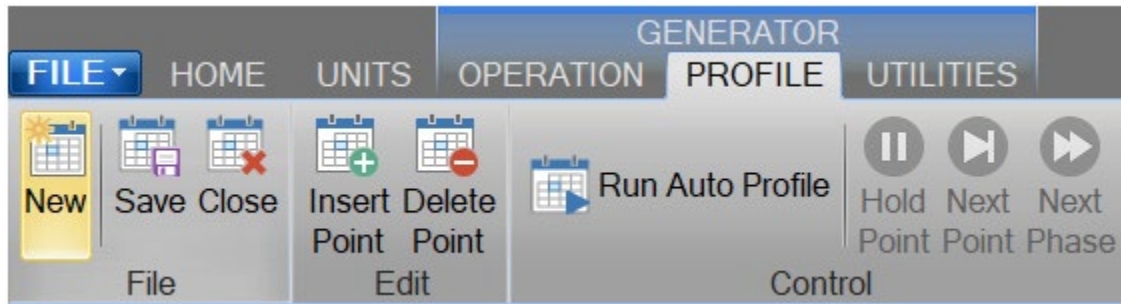 GENERATOR
FILE HOME UNITS OPERATION PROFILE UTILITIES
New Save Close Insert Delete Run Auto Profile Hold Next Next
Point Point Point Point Phase
File Edit Control